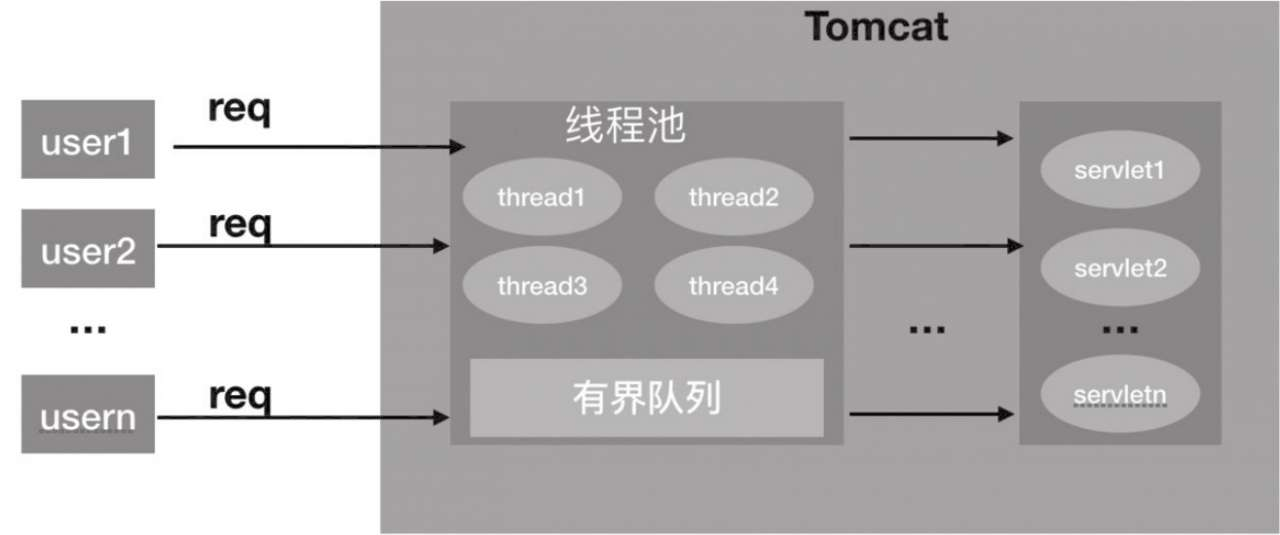 Tomcat
req
线程池
user1
servlet1
thread1
thread2
req
user2
servlet2
thread3
thread4
...
...
...
req
有界队列
usern
servletn